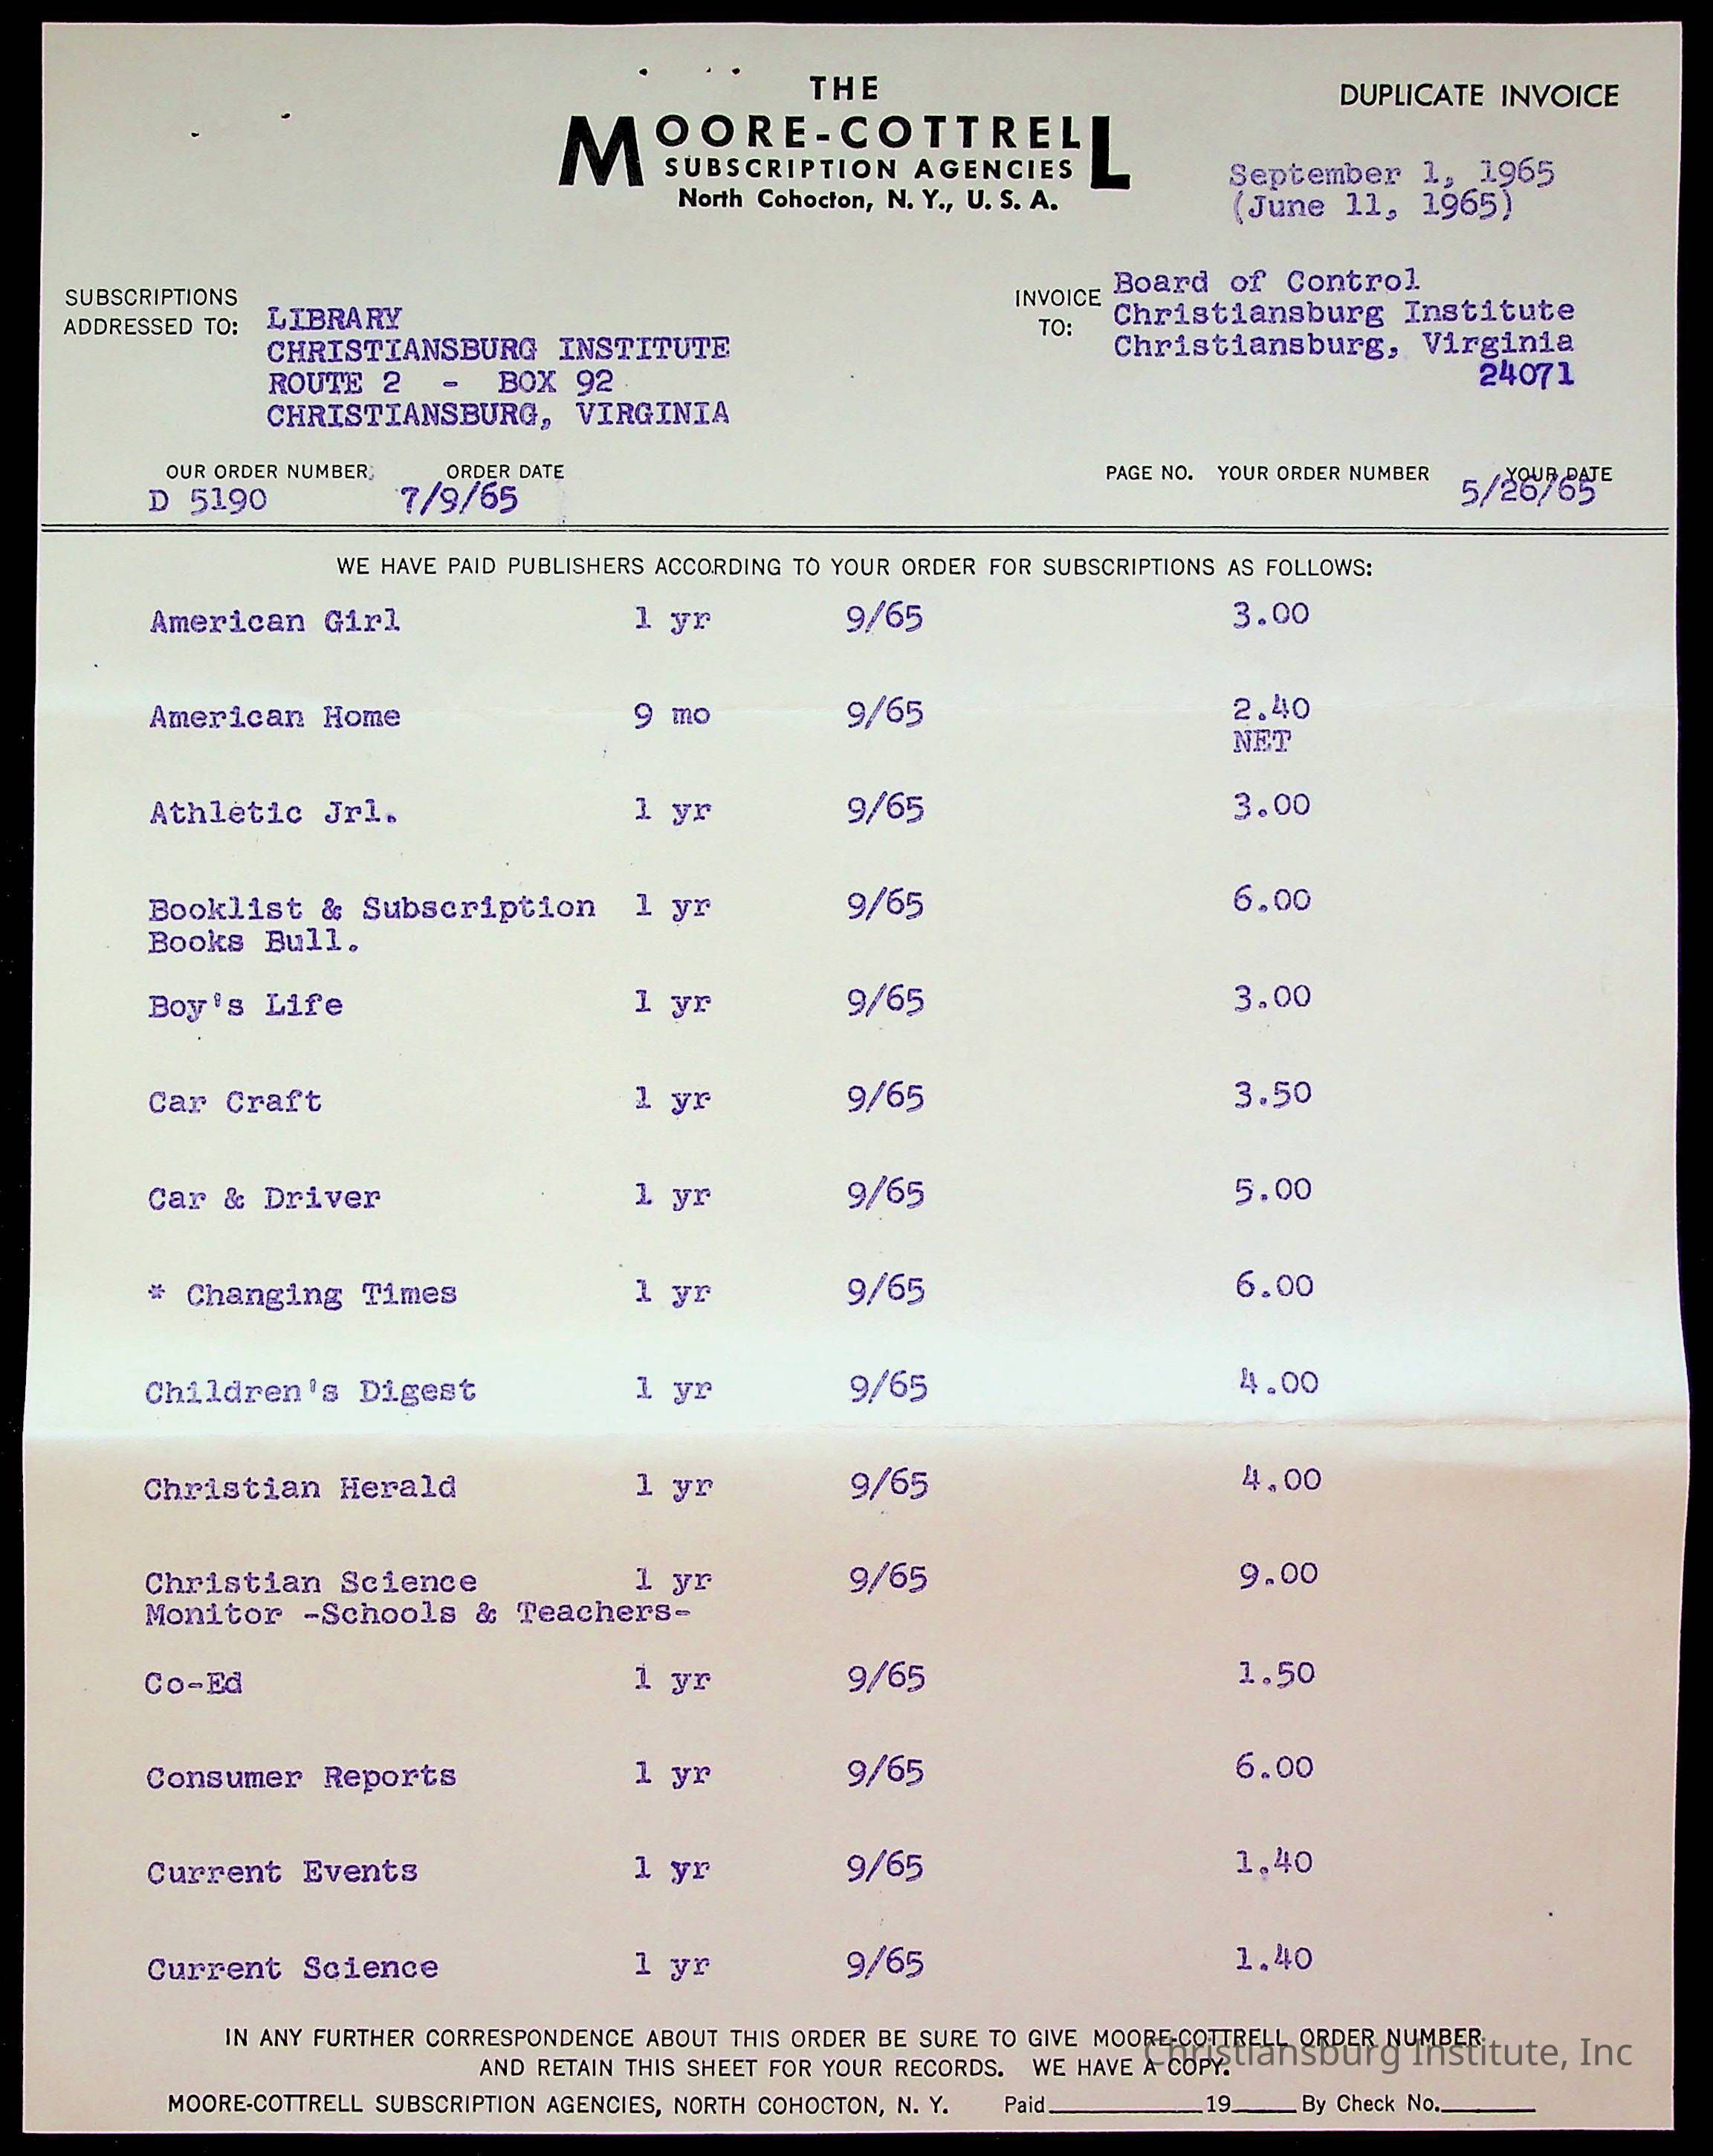 THE
MOORE-COTTRELL
SUBSCRIPTION AGENCIES
North Cohocton, N. Y., U. S. A.
DUPLICATE INVOICE
September 1, 1965
(June 11, 1965)
SUBSCRIPTIONS
ADDRESSED TO:
LIBRARY
CHRISTIANSBURG INSTITUTE
ROUTE 2 - BOX 92
CHRISTIANSBURG, VIRGINIA
INVOICE
TO:
Board of Control
Christiansburg Institute
Christiansburg, Virginia
24071
OUR ORDER NUMBER ORDER DATE PAGE NO. YOUR ORDER NUMBER YOUR DATE
D 5190 7/9/65 5/26/65
WE HAVE PAID PUBLISHERS ACCORDING TO YOUR ORDER FOR SUBSCRIPTIONS AS FOLLOWS:
American Girl 1 yr 9/65 3.00
American Home 9 mo 9/65 2.40
NET
Athletic Jrl. 1 yr 9/65 3.00
Booklist & Subscription 1 yr 9/65 6.00
Books Bull.
Boy's Life 1 yr 9/65 3.00
Car Craft 1 yr 9/65 3.50
Car & Driver 1 yr 9/65 5.00
* Changing Times 1 yr 9/65 6.00
Children's Digest 1 yr 9/65 4.00
Christian Herald 1 yr 9/65 4.00
Christian Science 1 yr 9/65 9.00
Monitor -Schools & Teachers-
Co-Ed 1 yr 9/65 1.50
Consumer Reports 1 yr 9/65 6.00
Current Events 1 yr 9/65 1.40
Current Science 1 yr 9/65 1.40
IN ANY FURTHER CORRESPONDENCE ABOUT THIS ORDER BE SURE TO GIVE MOORE-COTTRELL ORDER NUMBER
AND RETAIN THIS SHEET FOR YOUR RECORDS. WE HAVE A COPY.
Christiansburg Institute, Inc
MOORE-COTTRELL SUBSCRIPTION AGENCIES, NORTH COHOCTON, N. Y. Paid 19 By Check No.